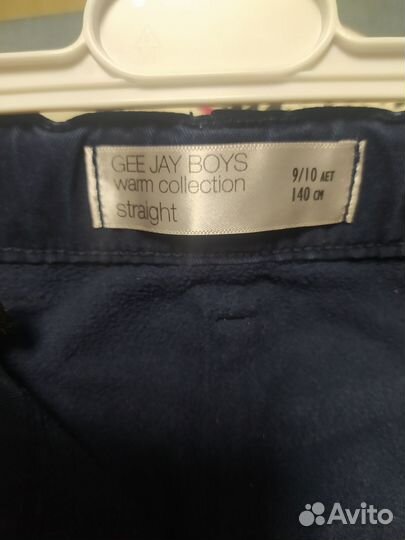 GEE JAY BOYS
warm collection
straight
9/10 ЛЕТ
140 СМ
Avito